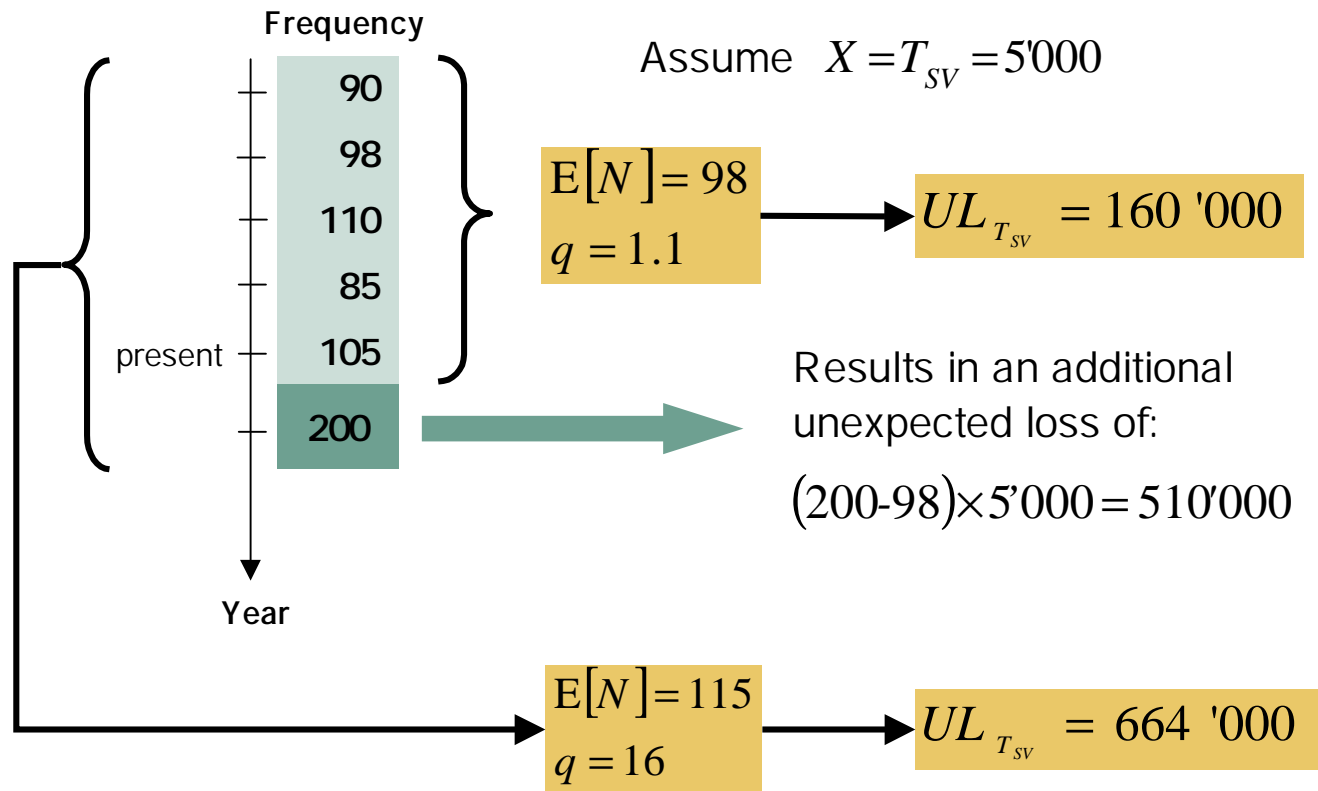 Frequency
Assume X = T_SV = 5'000
90
98
110
85
105
200
present
Year
E[N] = 98
q = 1.1
UL_T_SV = 160 '000
Results in an additional
unexpected loss of:
(200-98)×5’000 = 510'000
E[N] = 115
q = 16
UL_T_SV = 664 '000